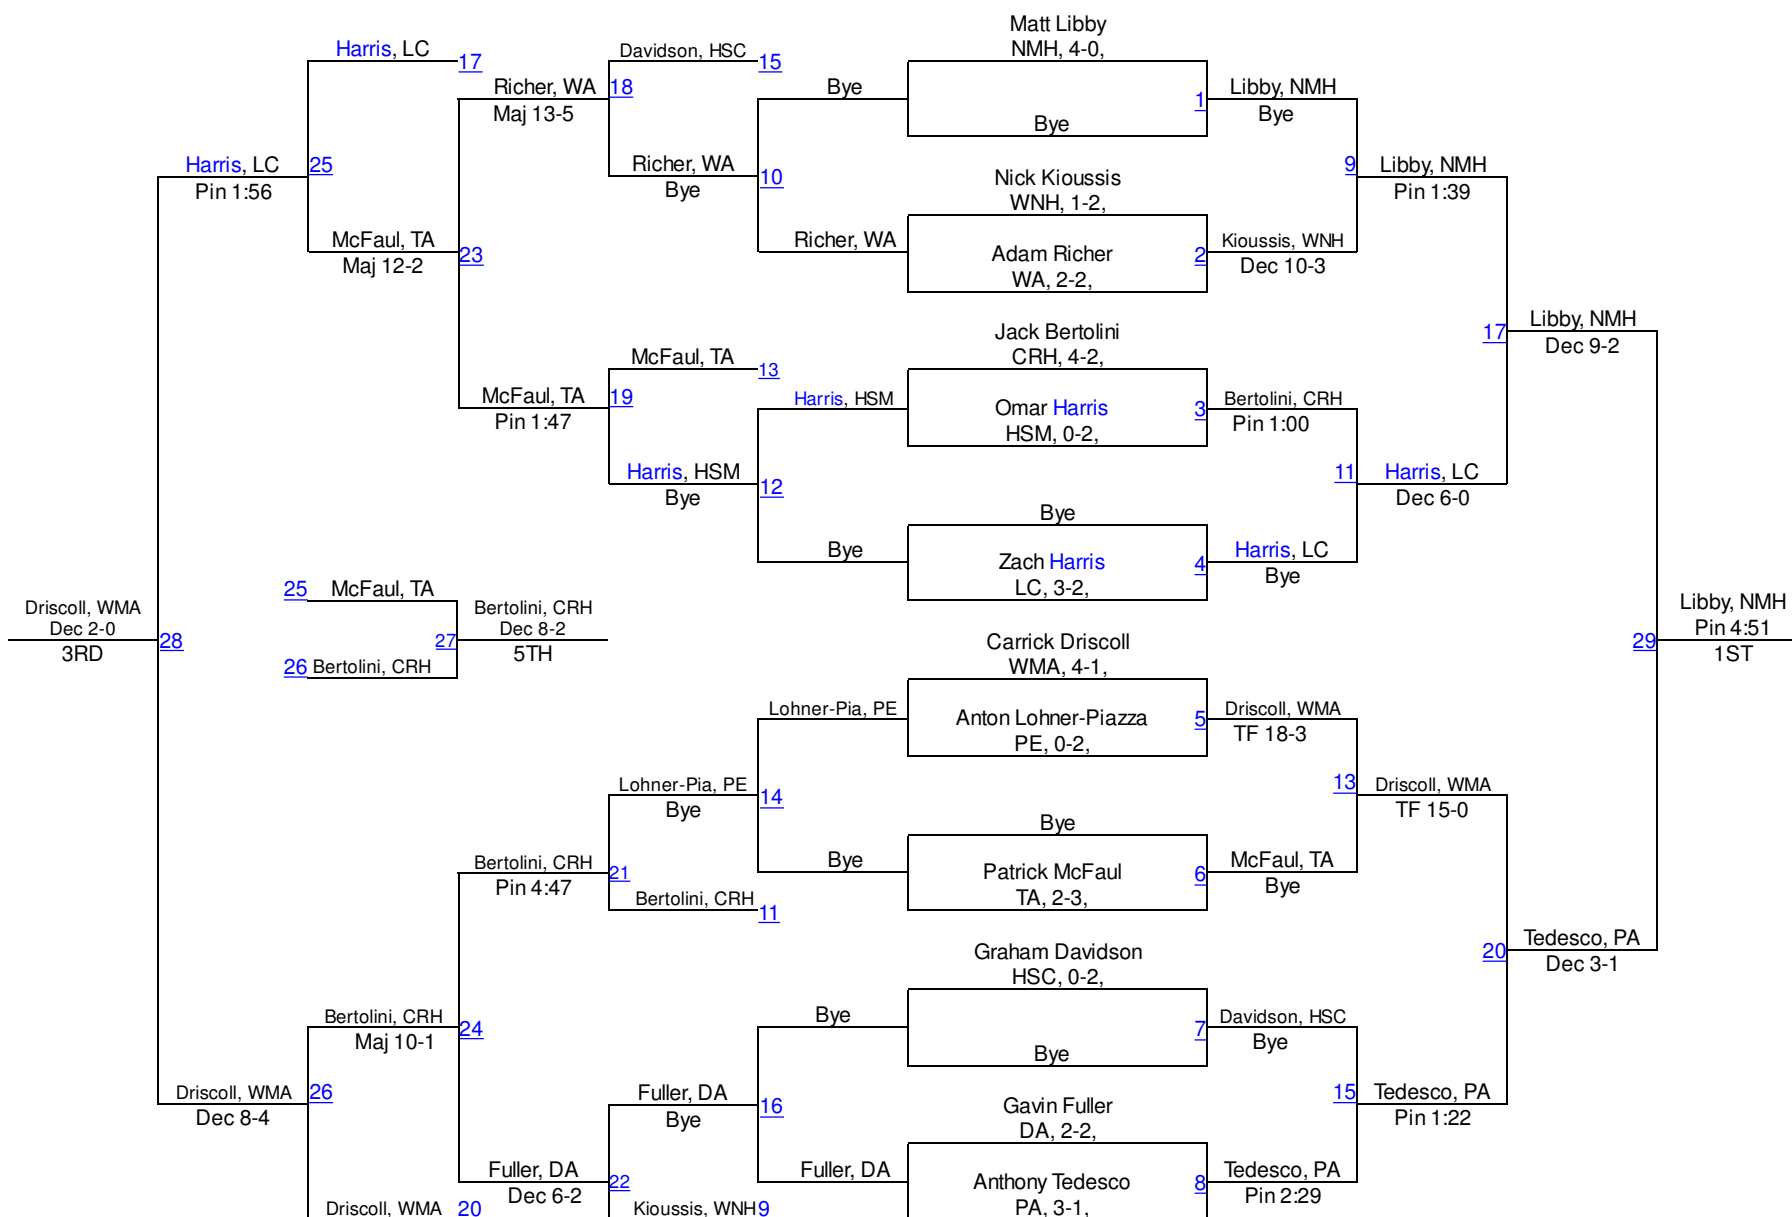 Matt Libby
Harris, LC
Davidson, HSC
NMH, 4-0,
17
15
Richer, WA
18
Bye
1
Libby, NMH
Maj 13-5
Bye
Bye
Harris, LC
25
Richer, WA
10
9
Libby, NMH
Pin 1:56
Bye
Nick Kioussis
Pin 1:39
WNH, 1-2,
McFaul, TA
Richer, WA
Kioussis, WNH
Maj 12-2
23
Adam Richer
2
Dec 10-3
WA, 2-2,
Jack Bertolini
17
Libby, NMH
McFaul, TA
CRH, 4-2,
Dec 9-2
13
McFaul, TA
19
Harris, HSM
Omar Harris
3
Bertolini, CRH
Pin 1:47
HSM, 0-2,
Pin 1:00
Harris, HSM
12
11
Harris, LC
Bye
Dec 6-0
Bye
Bye
Zach Harris
4
Harris, LC
LC, 3-2,
Bye
25
McFaul, TA
Driscoll, WMA
Bertolini, CRH
Libby, NMH
Dec 2-0
Dec 8-2
Pin 4:51
28
27
Carrick Driscoll
29
3RD
5TH
1ST
26
Bertolini, CRH
WMA, 4-1,
Lohner-Pia, PE
Anton Lohner-Piazza
5
Driscoll, WMA
PE, 0-2,
TF 18-3
Lohner-Pia, PE
14
13
Driscoll, WMA
Bye
Bye
TF 15-0
Bertolini, CRH
21
Bye
Patrick McFaul
6
McFaul, TA
Pin 4:47
TA, 2-3,
Bye
Bertolini, CRH
11
Graham Davidson
20
Tedesco, PA
HSC, 0-2,
Dec 3-1
Bertolini, CRH
24
Bye
7
Davidson, HSC
Maj 10-1
Bye
Bye
Driscoll, WMA
26
Fuller, DA
16
Gavin Fuller
15
Tedesco, PA
Dec 8-4
Bye
DA, 2-2,
Pin 1:22
Fuller, DA
22
Fuller, DA
Anthony Tedesco
8
Tedesco, PA
Dec 6-2
PA, 3-1,
Pin 2:29
Driscoll, WMA
20
Kioussis, WNH
9